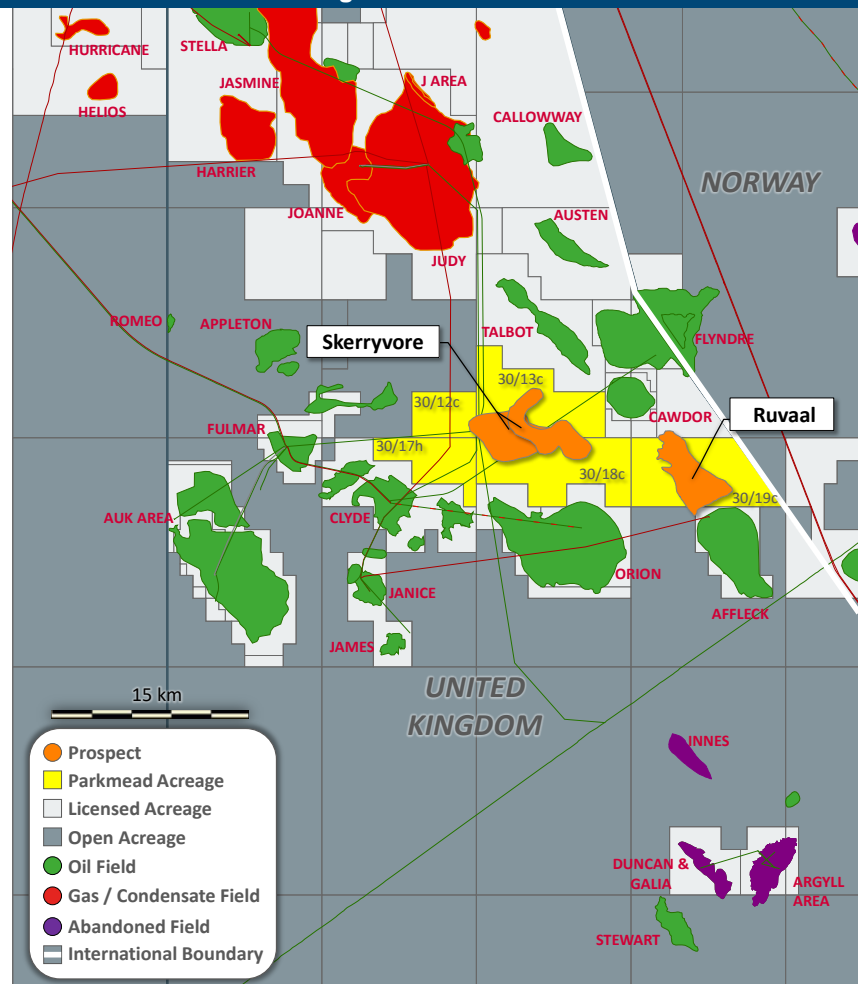 HURRICANE
STELLA
JASMINE
J AREA
HELIOS
CALLOWWAY
HARRIER
NORWAY
JOANNE
AUSTEN
JUDY
ROMEO
APPLETON
TALBOT
FLYNDRE
Skerryvore
30/13c
30/12c
CAWDOR
Ruvaal
FULMAR
30/17h
30/18c
30/19c
AUK AREA
CLYDE
ORION
JANICE
AFFLECK
JAMES
15 km
UNITED
KINGDOM
INNES
Prospect
Parkmead Acreage
Licensed Acreage
Open Acreage
Oil Field
Gas / Condensate Field
Abandoned Field
International Boundary
DUNCAN &
GALIA
ARGYLL
AREA
STEWART